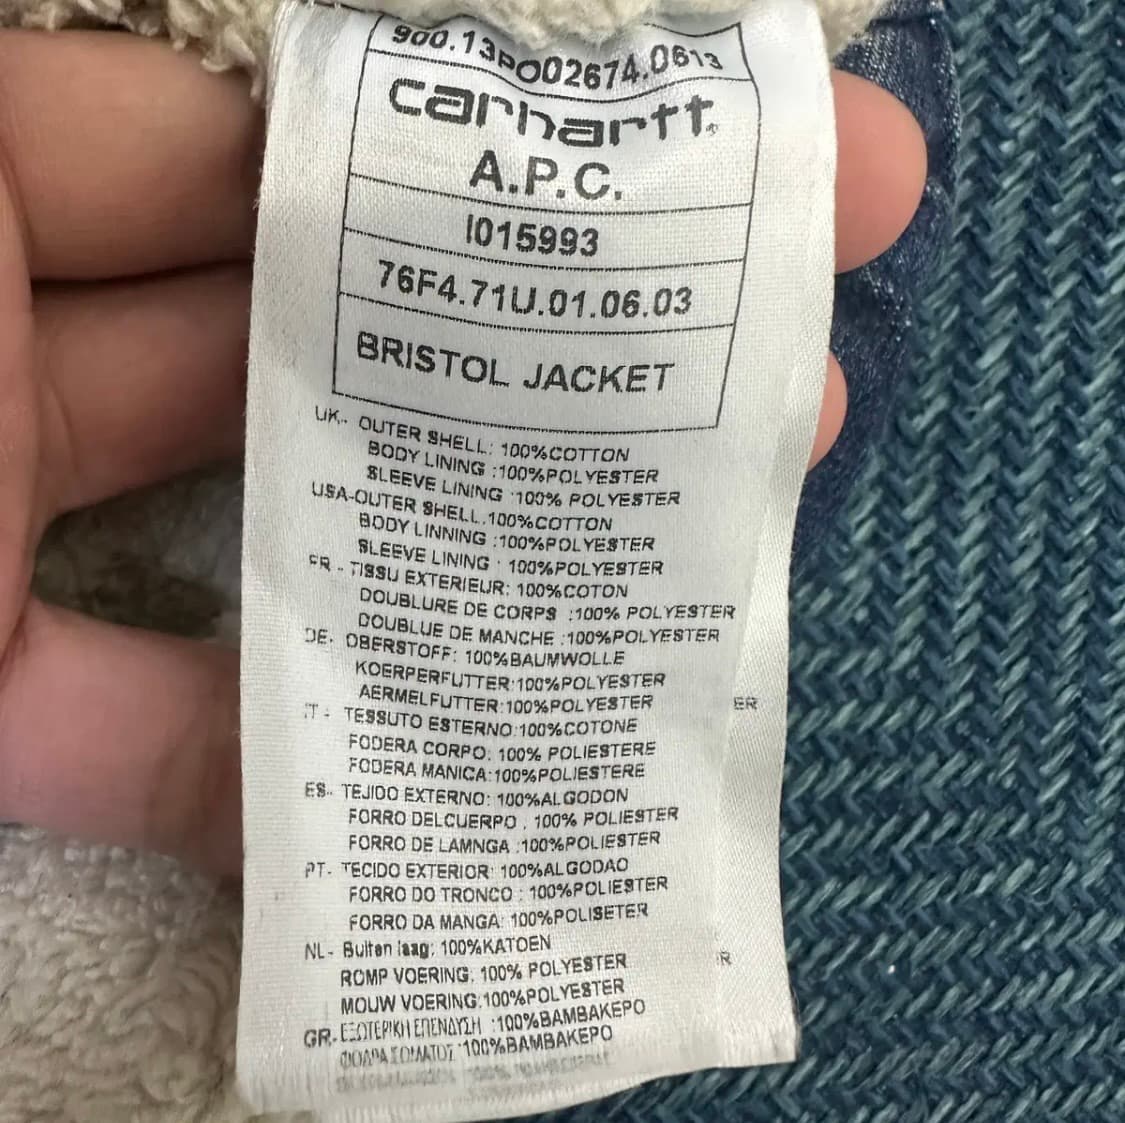 900.13PO02674.0613
carhartt
A.P.C.
I015993
76F4.71U.01.06.03
BRISTOL JACKET
UK.- OUTER SHELL: 100%COTTON
BODY LINING :100%POLYESTER
SLEEVE LINING :100% POLYESTER
USA-OUTER SHELL.100%COTTON
BODY LINNING :100%POLYESTER
SLEEVE LINING : 100%POLYESTER
FR - TISSU EXTERIEUR: 100%COTON
DOUBLURE DE CORPS :100% POLYESTER
DOUBLUE DE MANCHE :100%POLYESTER
DE- OBERSTOFF: 100%BAUMWOLLE
KOERPERFUTTER:100%POLYESTER
AERMELFUTTER:100%POLYESTER
IT - TESSUTO ESTERNO:100%COTONE
FODERA CORPO: 100% POLIESTERE
FODERA MANICA:100%POLIESTERE
ES- TEJIDO EXTERNO: 100%ALGODON
FORRO DELCUERPO . 100% POLIESTER
FORRO DE LAMNGA :100%POLIESTER
PT- TECIDO EXTERIOR: 100%ALGODAO
FORRO DO TRONCO : 100%POLIESTER
FORRO DA MANGA: 100%POLISETER
NL- Buiten laag: 100%KATOEN
ROMP VOERING: 100% POLYESTER
MOUW VOERING:100%POLYESTER
GR- ΕΞΩΤΕΡΙΚΗ ΕΠΕΝΔΥΣΗ :100%BAMBAKEPO
ΦΟΔΡΑ ΣΩΜΑΤΟΣ :100%BAMBAKEPO